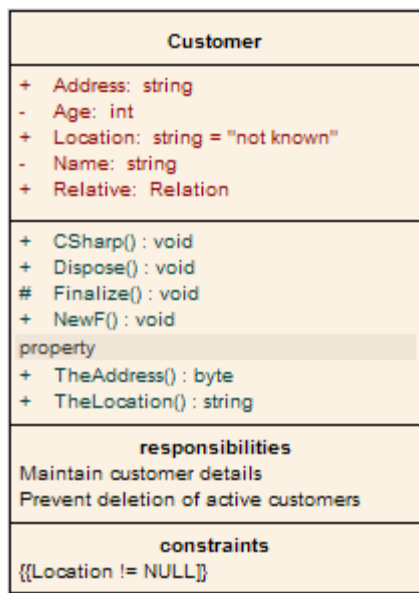 Customer
+ Address: string
- Age: int
+ Location: string = "not known"
- Name: string
+ Relative: Relation
+ CSharp() : void
+ Dispose() : void
# Finalize() : void
+ NewF() : void
property
+ TheAddress() : byte
+ TheLocation() : string
responsibilities
Maintain customer details
Prevent deletion of active customers
constraints
{{Location != NULL]}